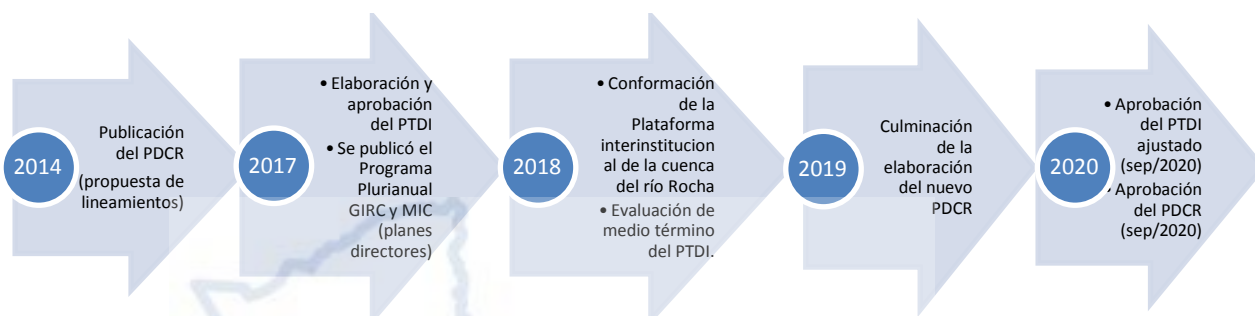 2014
Publicación
del PDCR
(propuesta de
lineamientos)
2017
• Elaboración y
aprobación
del PTDI
• Se publicó el
Programa
Plurianual
GIRC y MIC
(planes
directores)
2018
• Conformación
de la
Plataforma
interinstitucion
al de la cuenca
del río Rocha
• Evaluación de
medio término
del PTDI.
2019
Culminación
de la
elaboración
del nuevo
PDCR
2020
• Aprobación
del PTDI
ajustado
(sep/2020)
• Aprobación
del PDCR
(sep/2020)